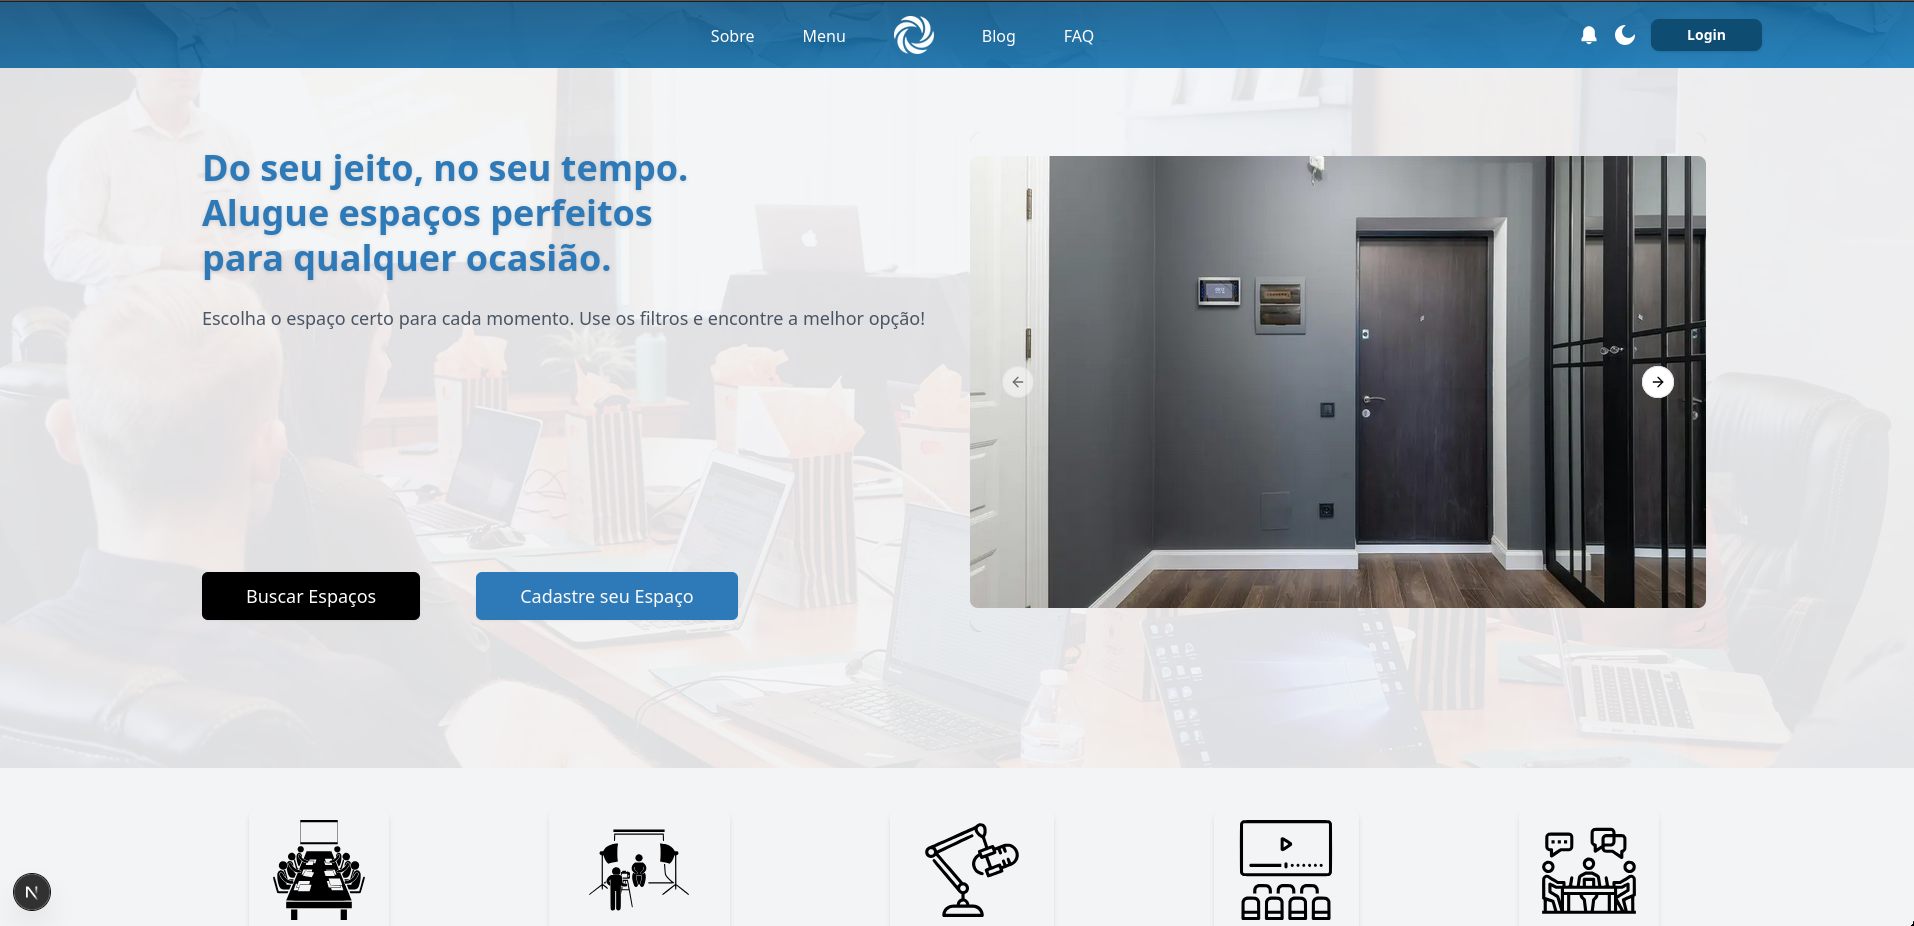 Sobre
Menu
Blog
FAQ
Login
Do seu jeito, no seu tempo.
Alugue espaços perfeitos
para qualquer ocasião.
Escolha o espaço certo para cada momento. Use os filtros e encontre a melhor opção!
Buscar Espaços
Cadastre seu Espaço
N